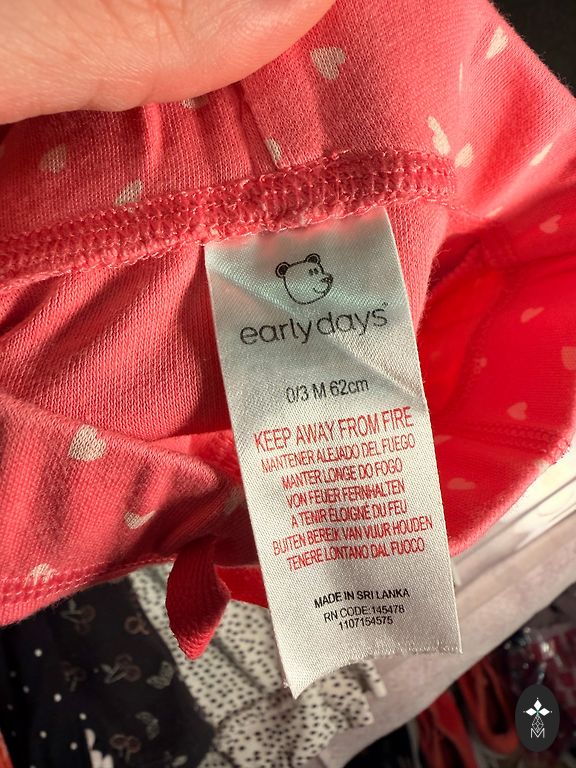 earlydays
0/3 M 62cm
KEEP AWAY FROM FIRE
MANTENER ALEJADO DEL FUEGO
MANTER LONGE DO FOGO
VON FEUER FERNHALTEN
A TENIR ÉLOIGNÉ DU FEU
BUITEN BEREIK VAN VUUR HOUDEN
TENERE LONTANO DAL FUOCO
MADE IN SRI LANKA
RN CODE:145478
1107154575
M